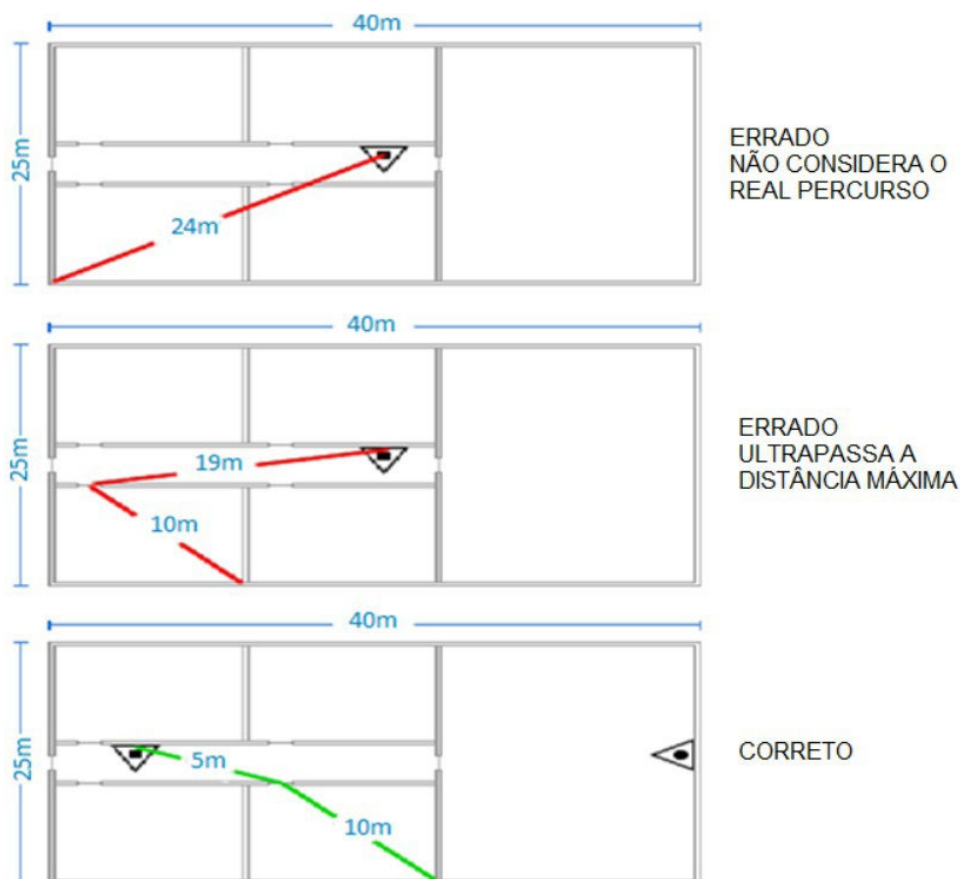 40m
25m
24m
ERRADO
NÃO CONSIDERA O
REAL PERCURSO
40m
25m
19m
10m
ERRADO
ULTRAPASSA A
DISTÂNCIA MÁXIMA
40m
25m
5m
10m
CORRETO